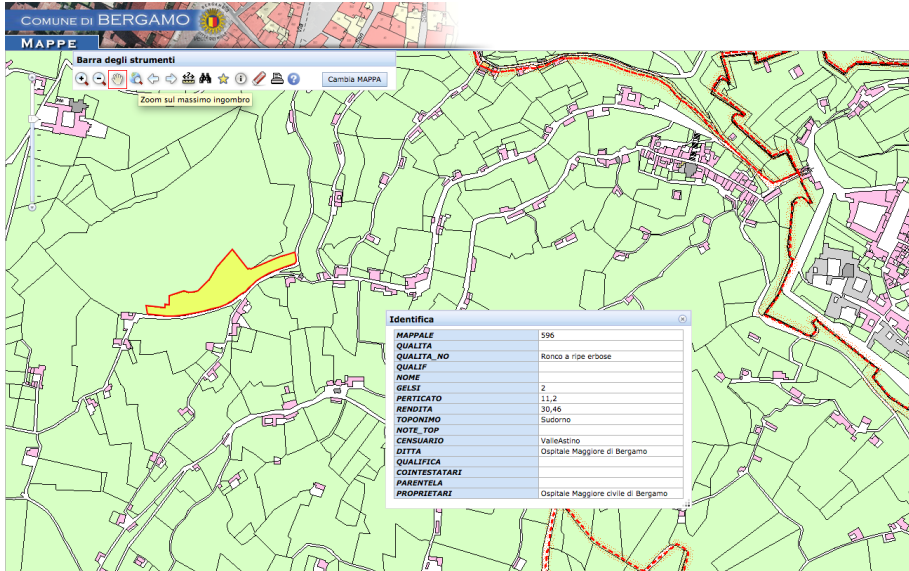 COMUNE DI BERGAMO
MAPPE
Barra degli strumenti
Cambia MAPPA
Zoom sul massimo ingombro
Identifica
MAPPALE 596
QUALITA
QUALITA_NO Ronco a ripe erbose
QUALIF
NOME
GELSI 2
PERTICATO 11,2
RENDITA 30,46
TOPONIMO Sudorno
NOTE_TOP
CENSUARIO ValleAstino
DITTA Ospitale Maggiore di Bergamo
QUALIFICA
COINTESTATARI
PARENTELA
PROPRIETARI Ospitale Maggiore civile di Bergamo